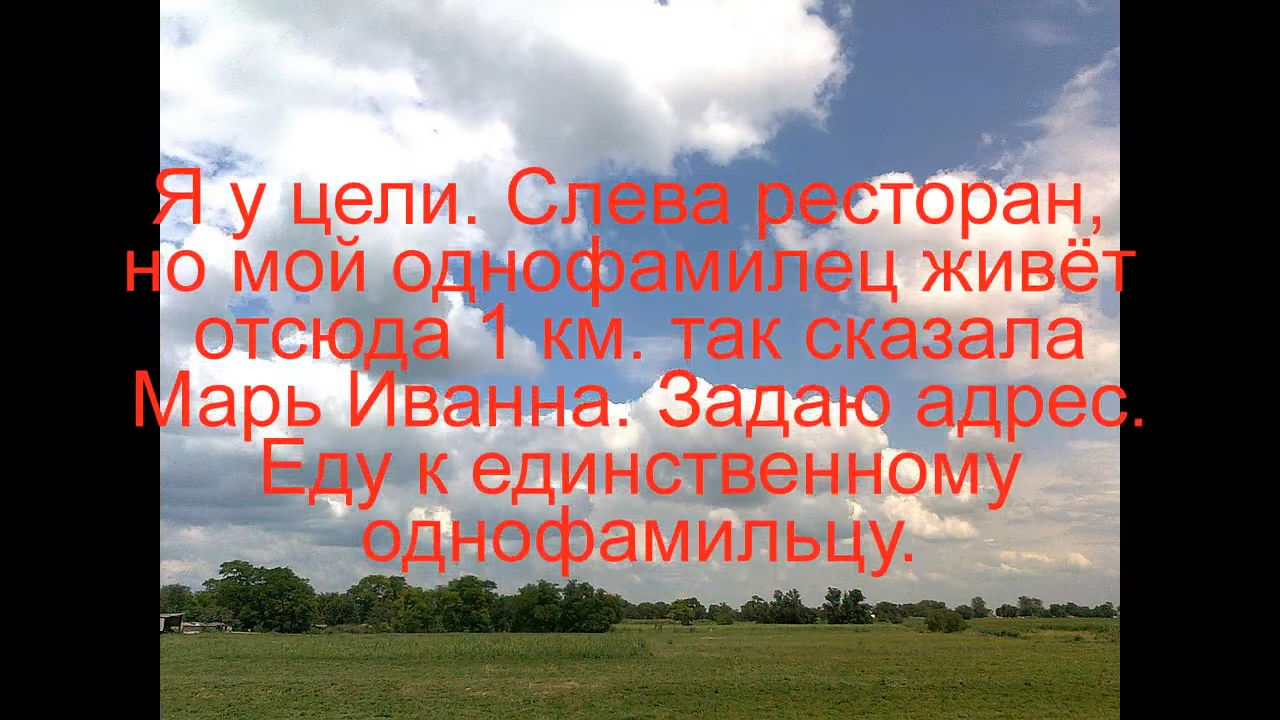 Я у цели. Слева ресторан,
но мой однофамилец живёт
отсюда 1 км. так сказала
Марь Иванна. Задаю адрес.
Еду к единственному
однофамильцу.